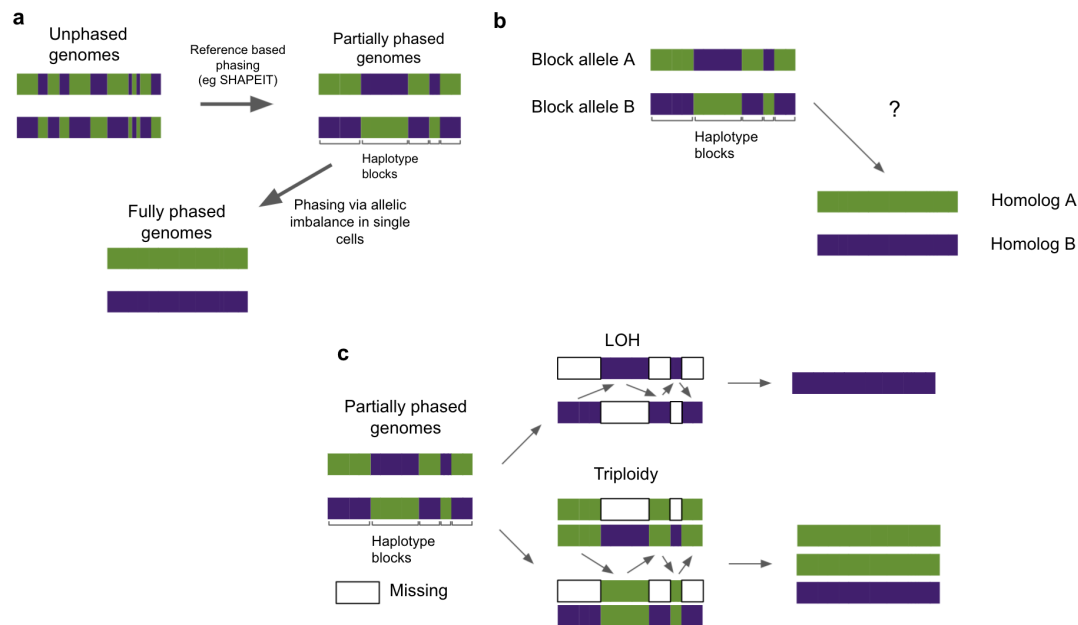 a
Unphased
genomes
Reference based
phasing
(eg SHAPEIT)
Partially phased
genomes
Haplotype
blocks
Phasing via allelic
imbalance in single
cells
Fully phased
genomes
b
Block allele A
Block allele B
Haplotype
blocks
?
Homolog A
Homolog B
c
Partially phased
genomes
Haplotype
blocks
Missing
LOH
Triploidy